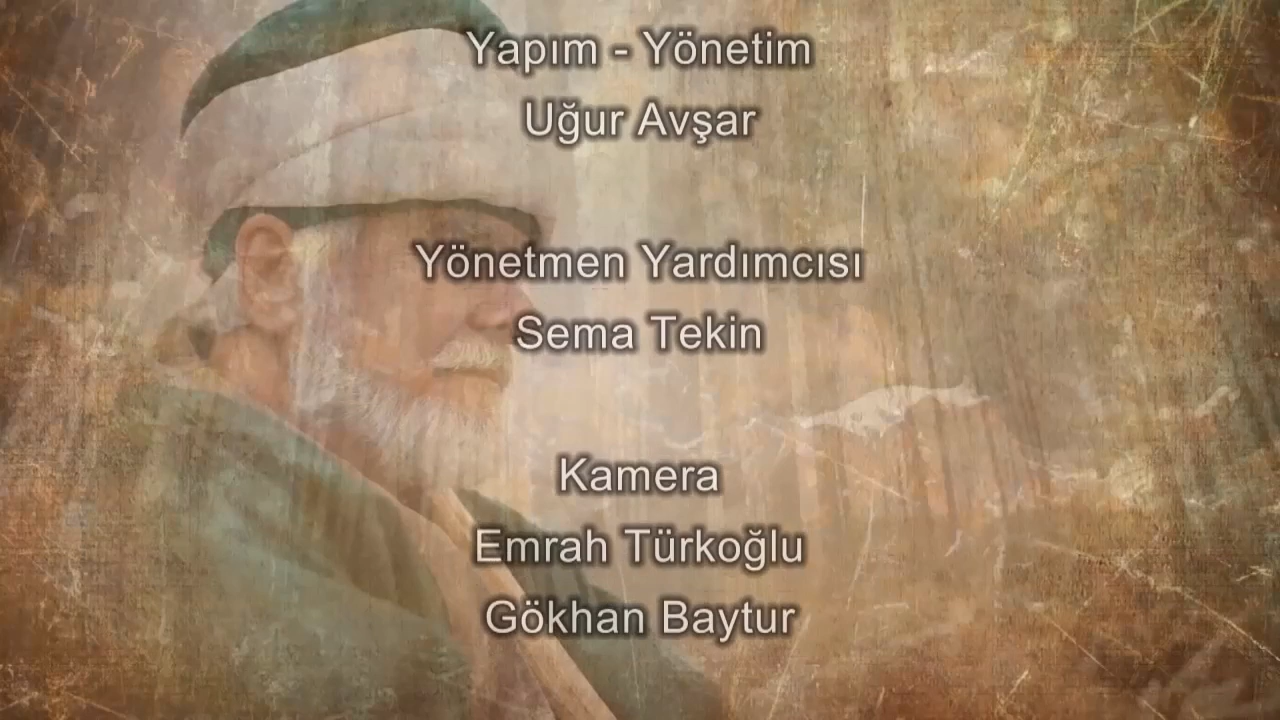 Yapım - Yönetim
Uğur Avşar
Yönetmen Yardımcısı
Sema Tekin
Kamera
Emrah Türkoğlu
Gökhan Baytur